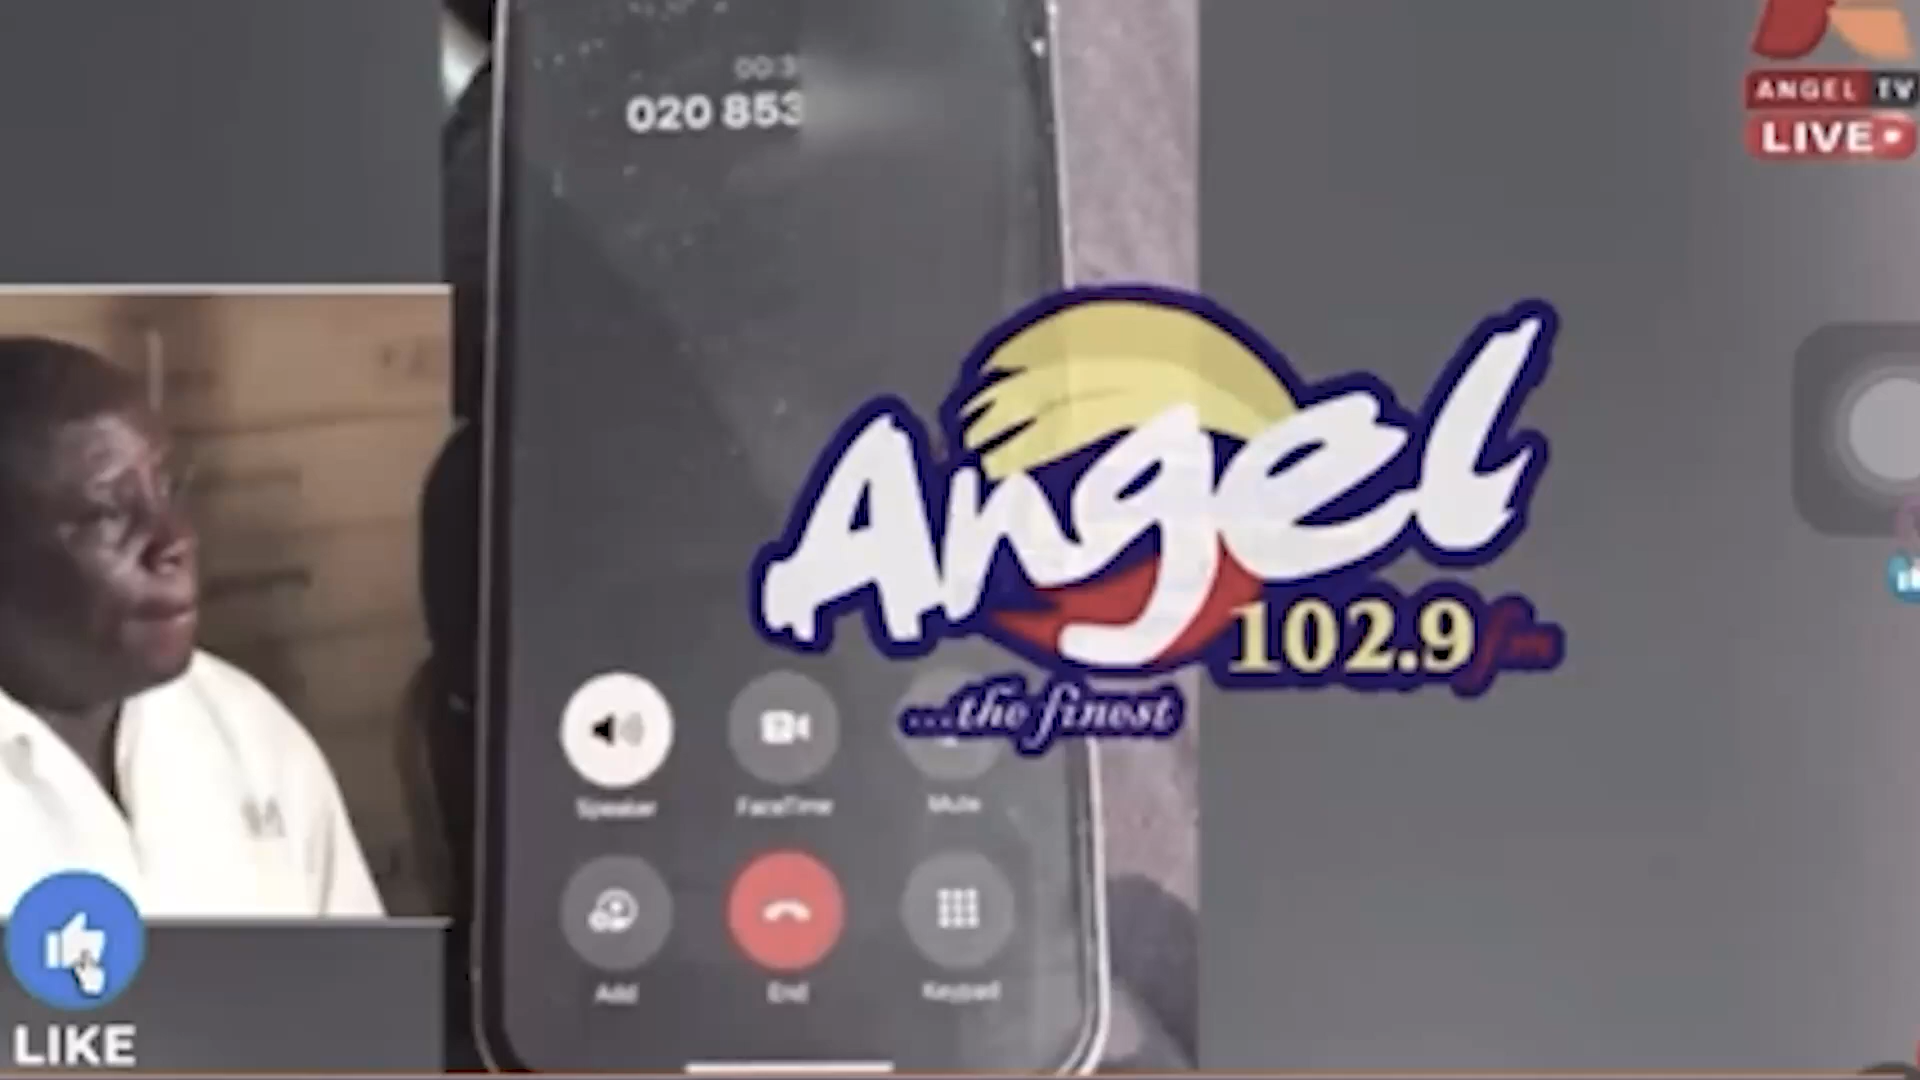 00:3
020 853
ANGEL TV
LIVE
Angel
102.9 fm
...the finest
Speaker
FaceTime
Mute
Add
End
Keypad
LIKE